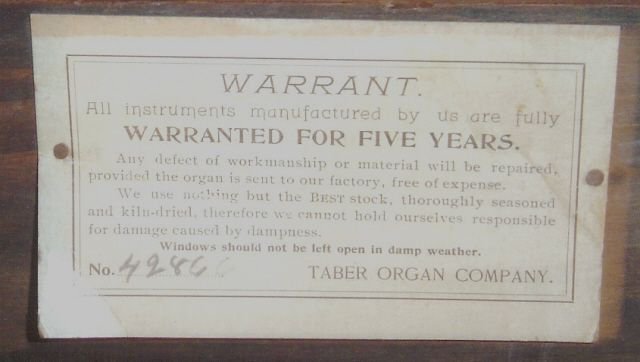 WARRANT.
All instruments manufactured by us are fully
WARRANTED FOR FIVE YEARS.
Any defect of workmanship or material will be repaired,
provided the organ is sent to our factory, free of expense.
We use nothing but the BEST stock, thoroughly seasoned
and kiln-dried, therefore we cannot hold ourselves responsible
for damage caused by dampness.
Windows should not be left open in damp weather.
No. TABER ORGAN COMPANY.